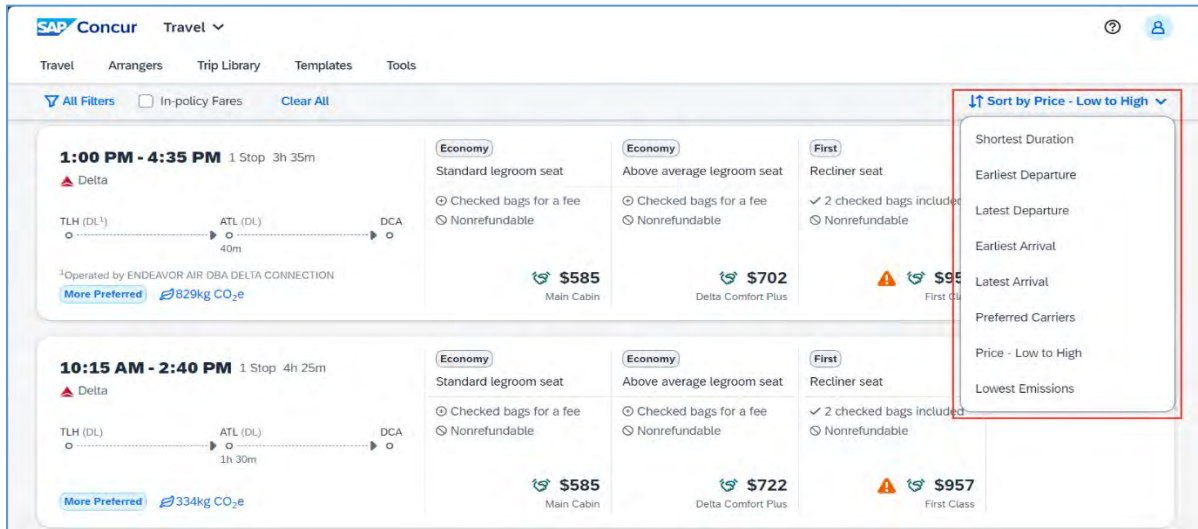 SAP Concur Travel
Travel Arrangers Trip Library Templates Tools
All Filters In-policy Fares Clear All
Sort by Price - Low to High
Shortest Duration
Earliest Departure
Latest Departure
Earliest Arrival
Latest Arrival
Preferred Carriers
Price - Low to High
Lowest Emissions
1:00 PM - 4:35 PM 1 Stop 3h 35m
Delta
TLH (DL¹) ATL (DL) DCA
40m
¹Operated by ENDEAVOR AIR DBA DELTA CONNECTION
More Preferred 829kg CO₂e
Economy
Standard legroom seat
Checked bags for a fee
Nonrefundable
$585
Main Cabin
Economy
Above average legroom seat
Checked bags for a fee
Nonrefundable
$702
Delta Comfort Plus
First
Recliner seat
2 checked bags included
Nonrefundable
First
10:15 AM - 2:40 PM 1 Stop 4h 25m
Delta
TLH (DL) ATL (DL) DCA
1h 30m
More Preferred 334kg CO₂e
Economy
Standard legroom seat
Checked bags for a fee
Nonrefundable
$585
Main Cabin
Economy
Above average legroom seat
Checked bags for a fee
Nonrefundable
$722
Delta Comfort Plus
First
Recliner seat
2 checked bags included
Nonrefundable
$957
First Class